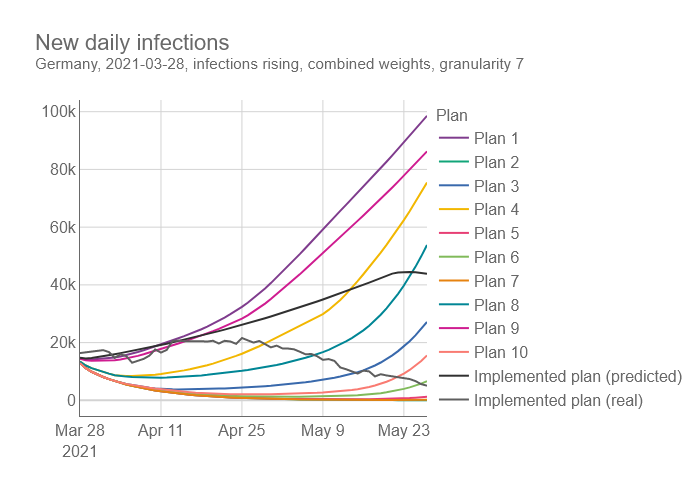 New daily infections
Germany, 2021-03-28, infections rising, combined weights, granularity 7
100k
80k
60k
40k
20k
0
Mar 28
2021
Apr 11
Apr 25
May 9
May 23
Plan
Plan 1
Plan 2
Plan 3
Plan 4
Plan 5
Plan 6
Plan 7
Plan 8
Plan 9
Plan 10
Implemented plan (predicted)
Implemented plan (real)